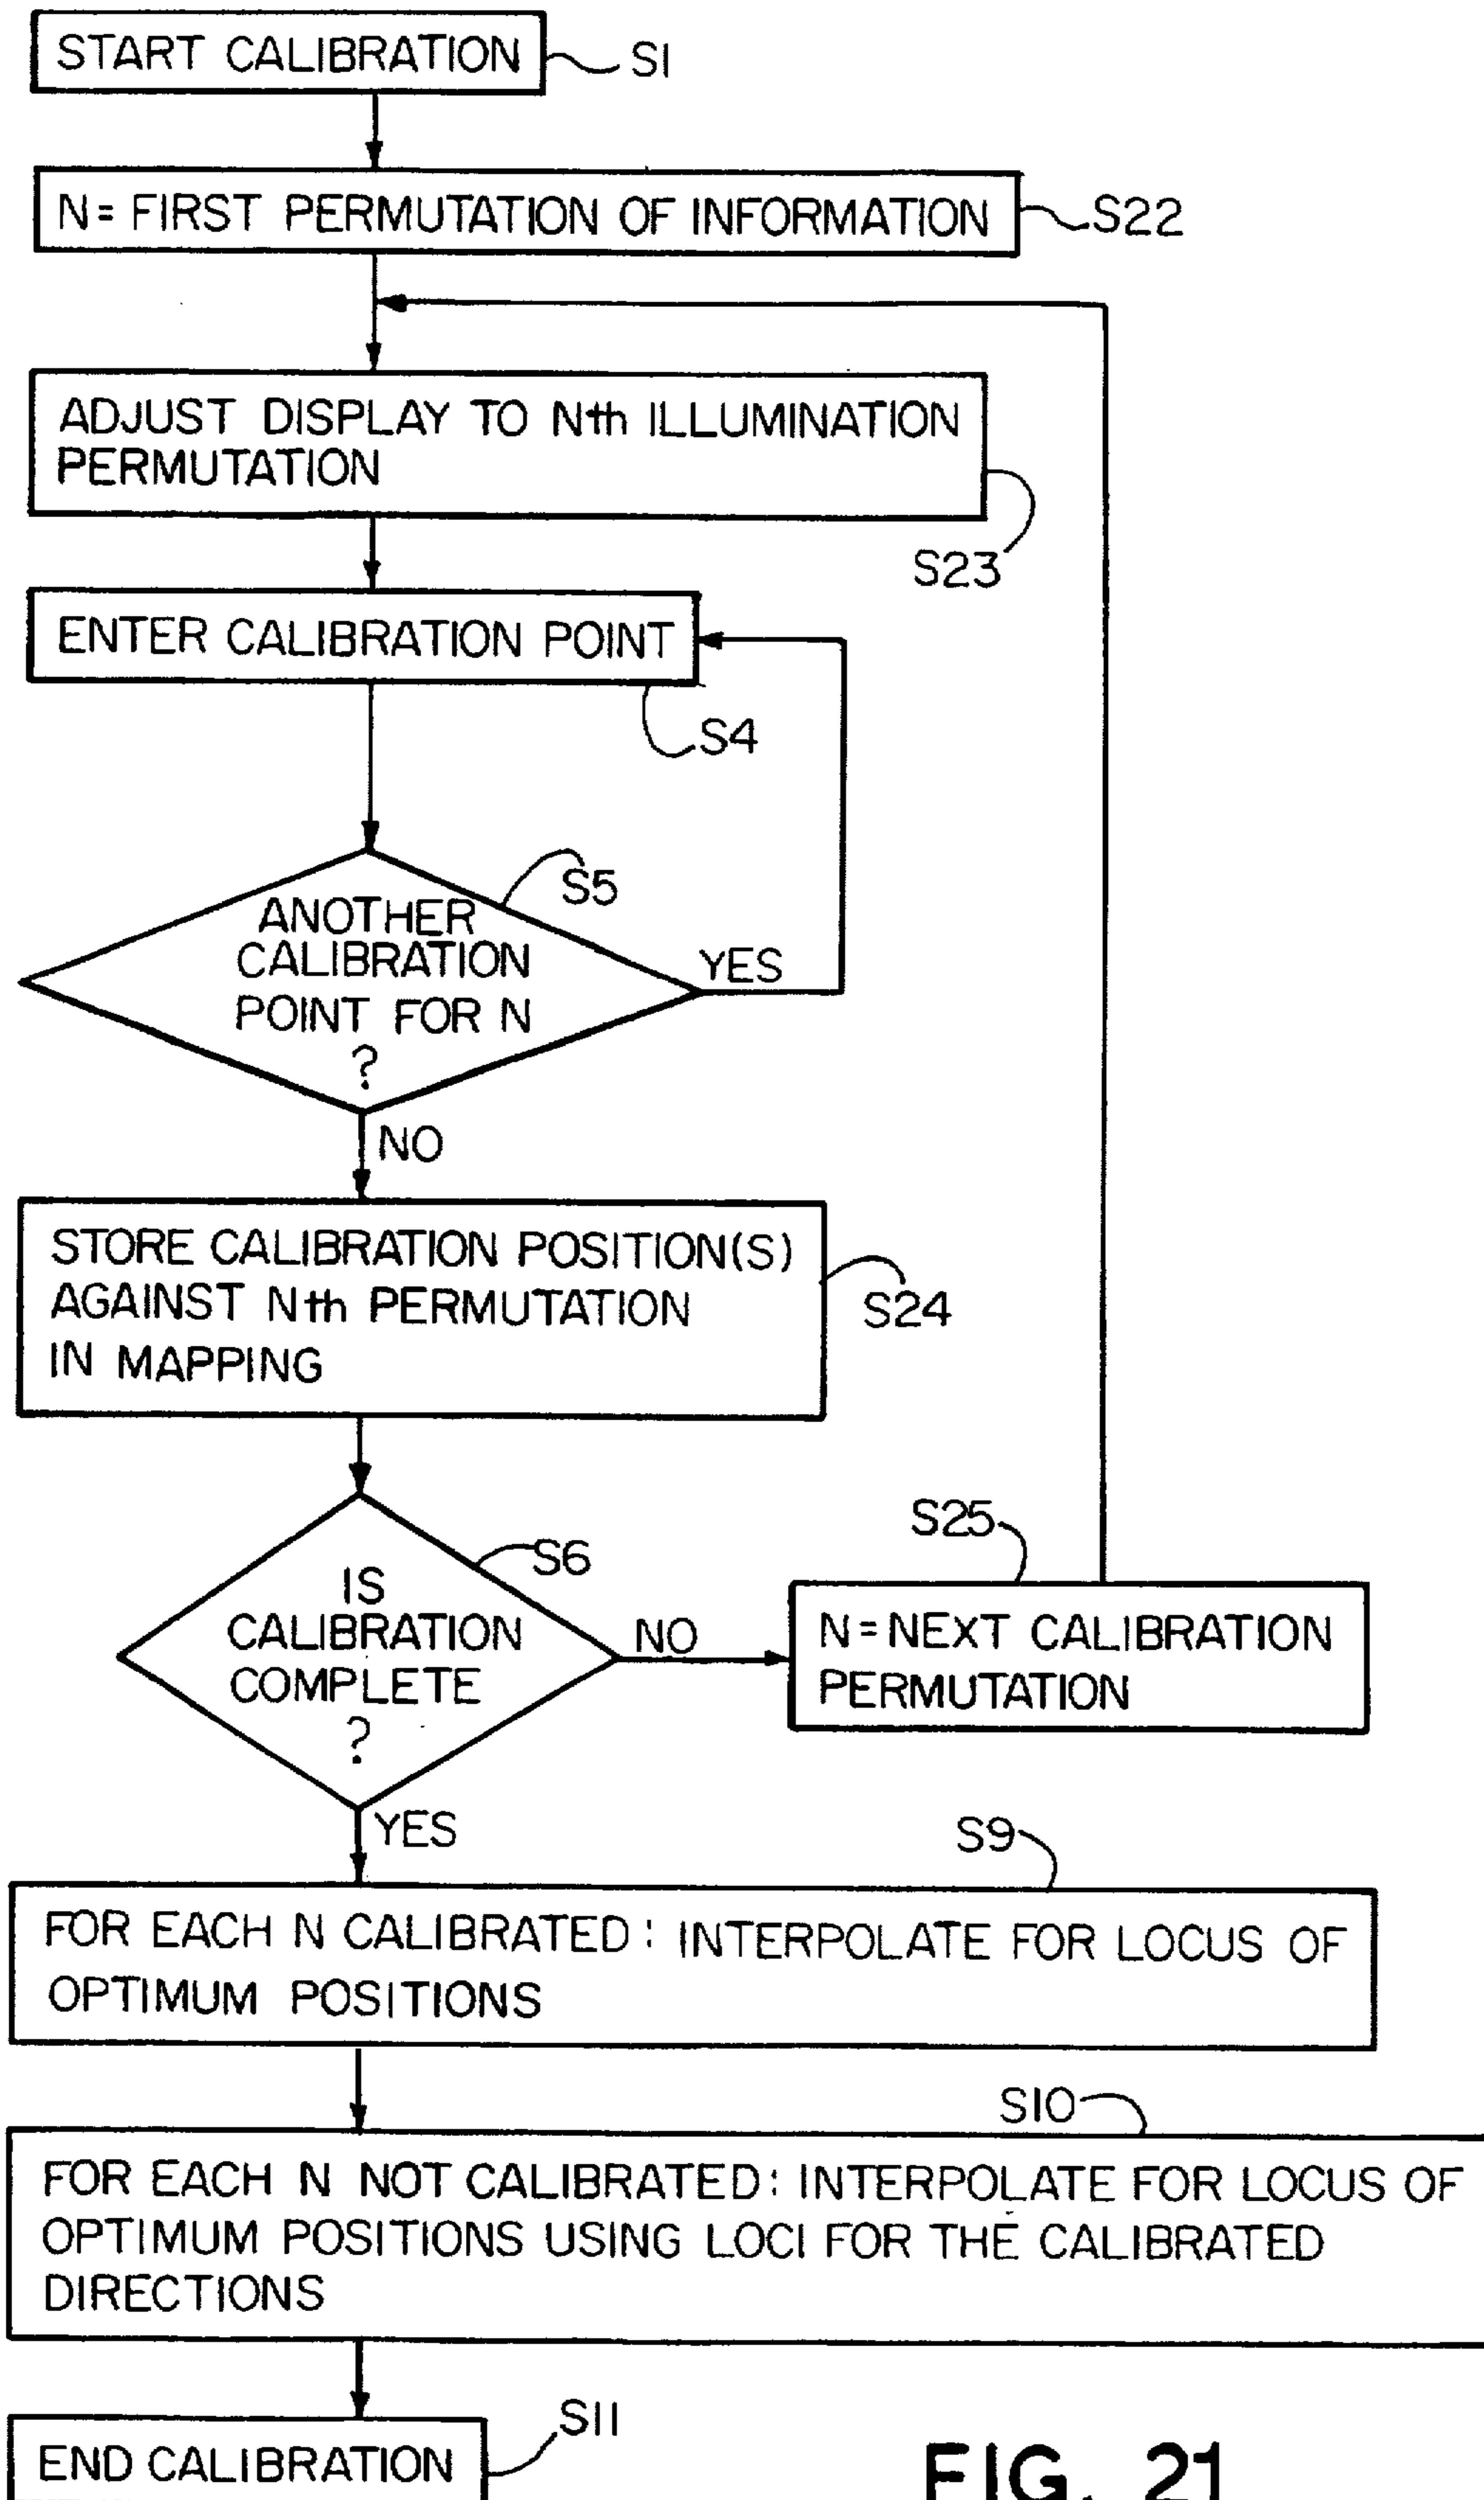 START CALIBRATION
S1
N= FIRST PERMUTATION OF INFORMATION
S22
ADJUST DISPLAY TO Nth ILLUMINATION
PERMUTATION
S23
ENTER CALIBRATION POINT
S4
S5
ANOTHER
CALIBRATION
POINT FOR N
?
YES
NO
STORE CALIBRATION POSITION(S)
AGAINST Nth PERMUTATION
IN MAPPING
S24
S6
IS
CALIBRATION
COMPLETE
?
NO
S25
N=NEXT CALIBRATION
PERMUTATION
YES
S9
FOR EACH N CALIBRATED: INTERPOLATE FOR LOCUS OF
OPTIMUM POSITIONS
S10
FOR EACH N NOT CALIBRATED: INTERPOLATE FOR LOCUS OF
OPTIMUM POSITIONS USING LOCI FOR THE CALIBRATED
DIRECTIONS
S11
END CALIBRATION
FIG. 21